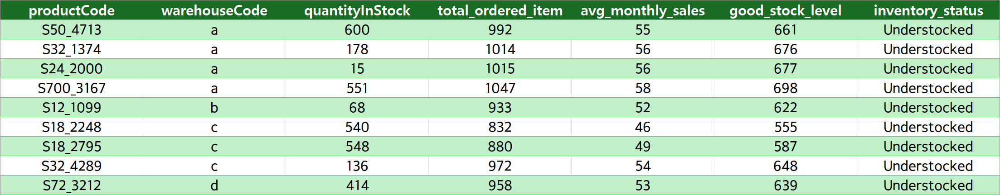 productCode warehouseCode quantityInStock total_ordered_item avg_monthly_sales good_stock_level inventory_status
S50_4713 a 600 992 55 661 Understocked
S32_1374 a 178 1014 56 676 Understocked
S24_2000 a 15 1015 56 677 Understocked
S700_3167 a 551 1047 58 698 Understocked
S12_1099 b 68 933 52 622 Understocked
S18_2248 c 540 832 46 555 Understocked
S18_2795 c 548 880 49 587 Understocked
S32_4289 c 136 972 54 648 Understocked
S72_3212 d 414 958 53 639 Understocked